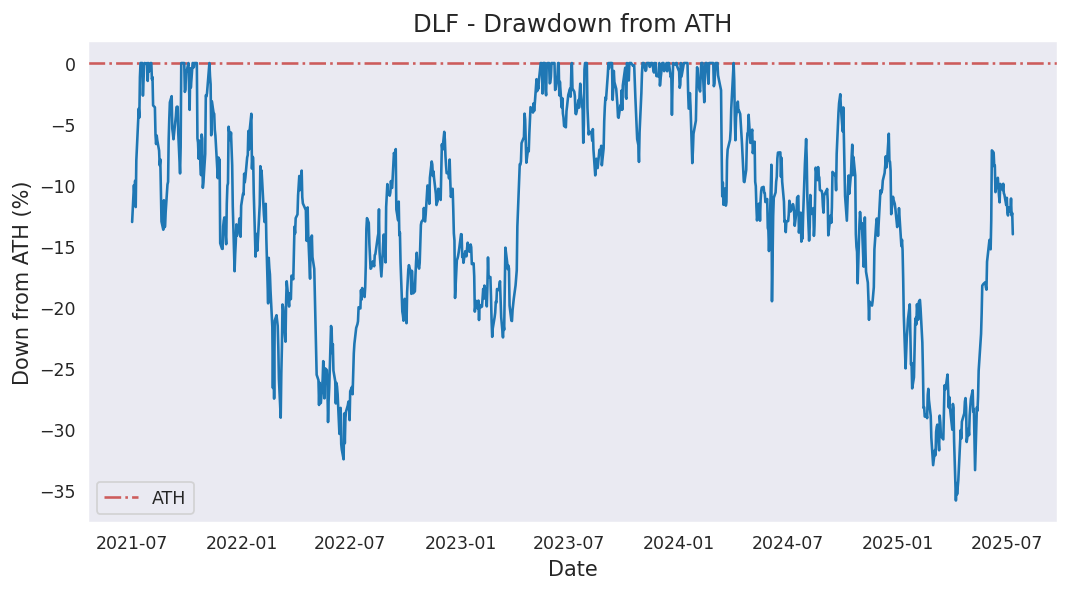 DLF - Drawdown from ATH
Down from ATH (%)
0
−5
−10
−15
−20
−25
−30
−35
ATH
2021-07 2022-01 2022-07 2023-01 2023-07 2024-01 2024-07 2025-01 2025-07
Date